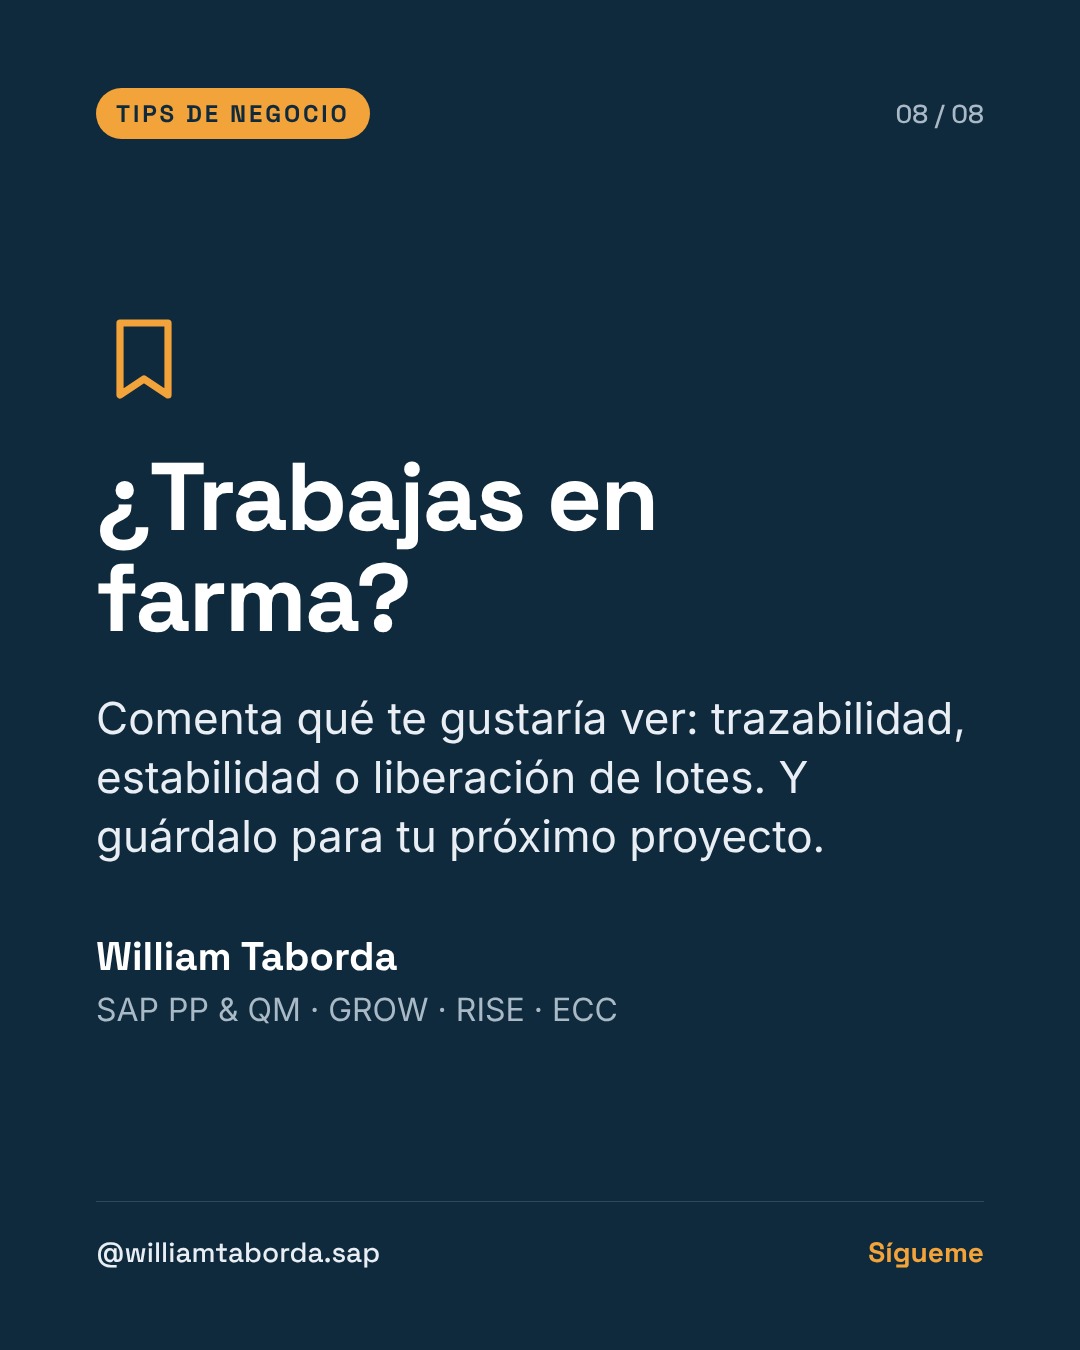 TIPS DE NEGOCIO
08 / 08
¿Trabajas en
farma?
Comenta qué te gustaría ver: trazabilidad,
estabilidad o liberación de lotes. Y
guárdalo para tu próximo proyecto.
William Taborda
SAP PP & QM · GROW · RISE · ECC
@williamtaborda.sap
Sígueme